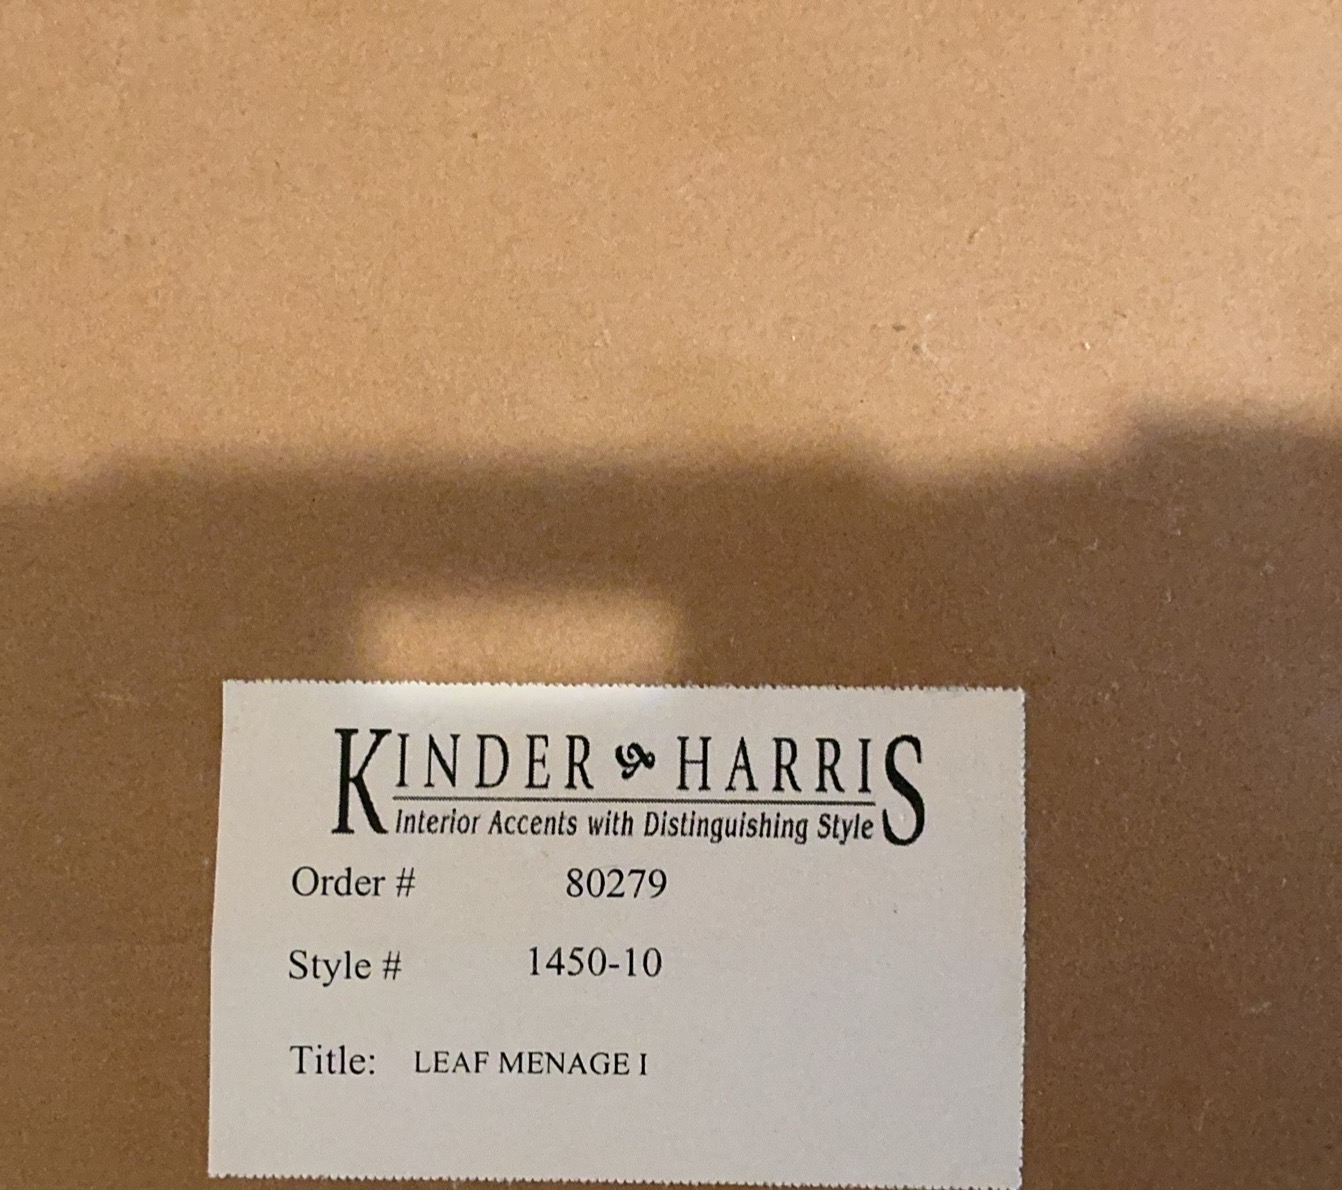 KINDER HARRIS
Interior Accents with Distinguishing Style
Order # 80279
Style # 1450-10
Title: LEAF MENAGE I